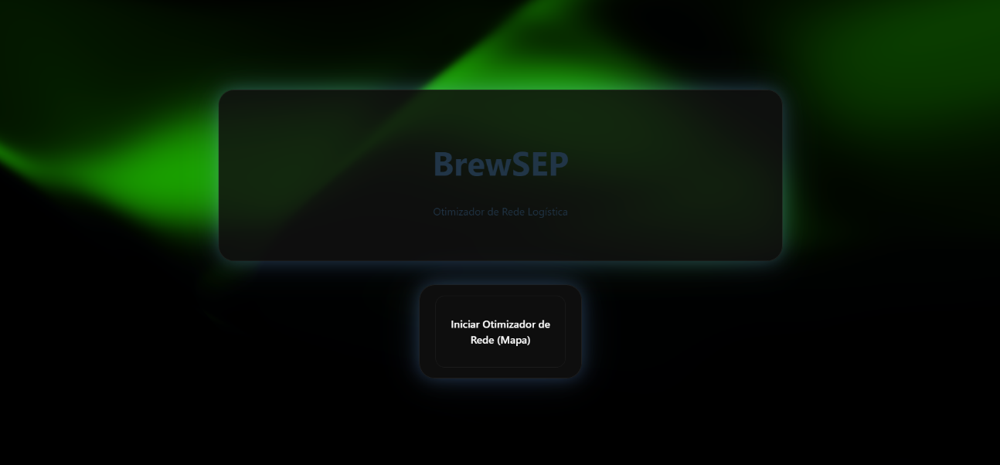 BrewSEP
Otimizador de Rede Logística
Iniciar Otimizador de
Rede (Mapa)